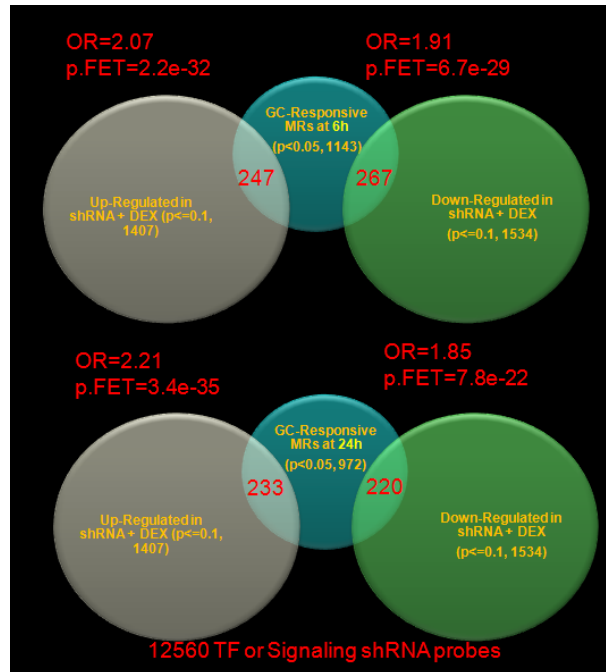 OR=2.07
p.FET=2.2e-32
OR=1.91
p.FET=6.7e-29
GC-Responsive
MRs at 6h
(p<0.05, 1143)
247
267
Up-Regulated in
shRNA + DEX (p<=0.1,
1407)
Down-Regulated in
shRNA + DEX
(p<=0.1, 1534)
OR=2.21
p.FET=3.4e-35
OR=1.85
p.FET=7.8e-22
GC-Responsive
MRs at 24h
(p<0.05, 972)
233
220
Up-Regulated in
shRNA + DEX (p<=0.1,
1407)
Down-Regulated in
shRNA + DEX
(p<=0.1, 1534)
12560 TF or Signaling shRNA probes